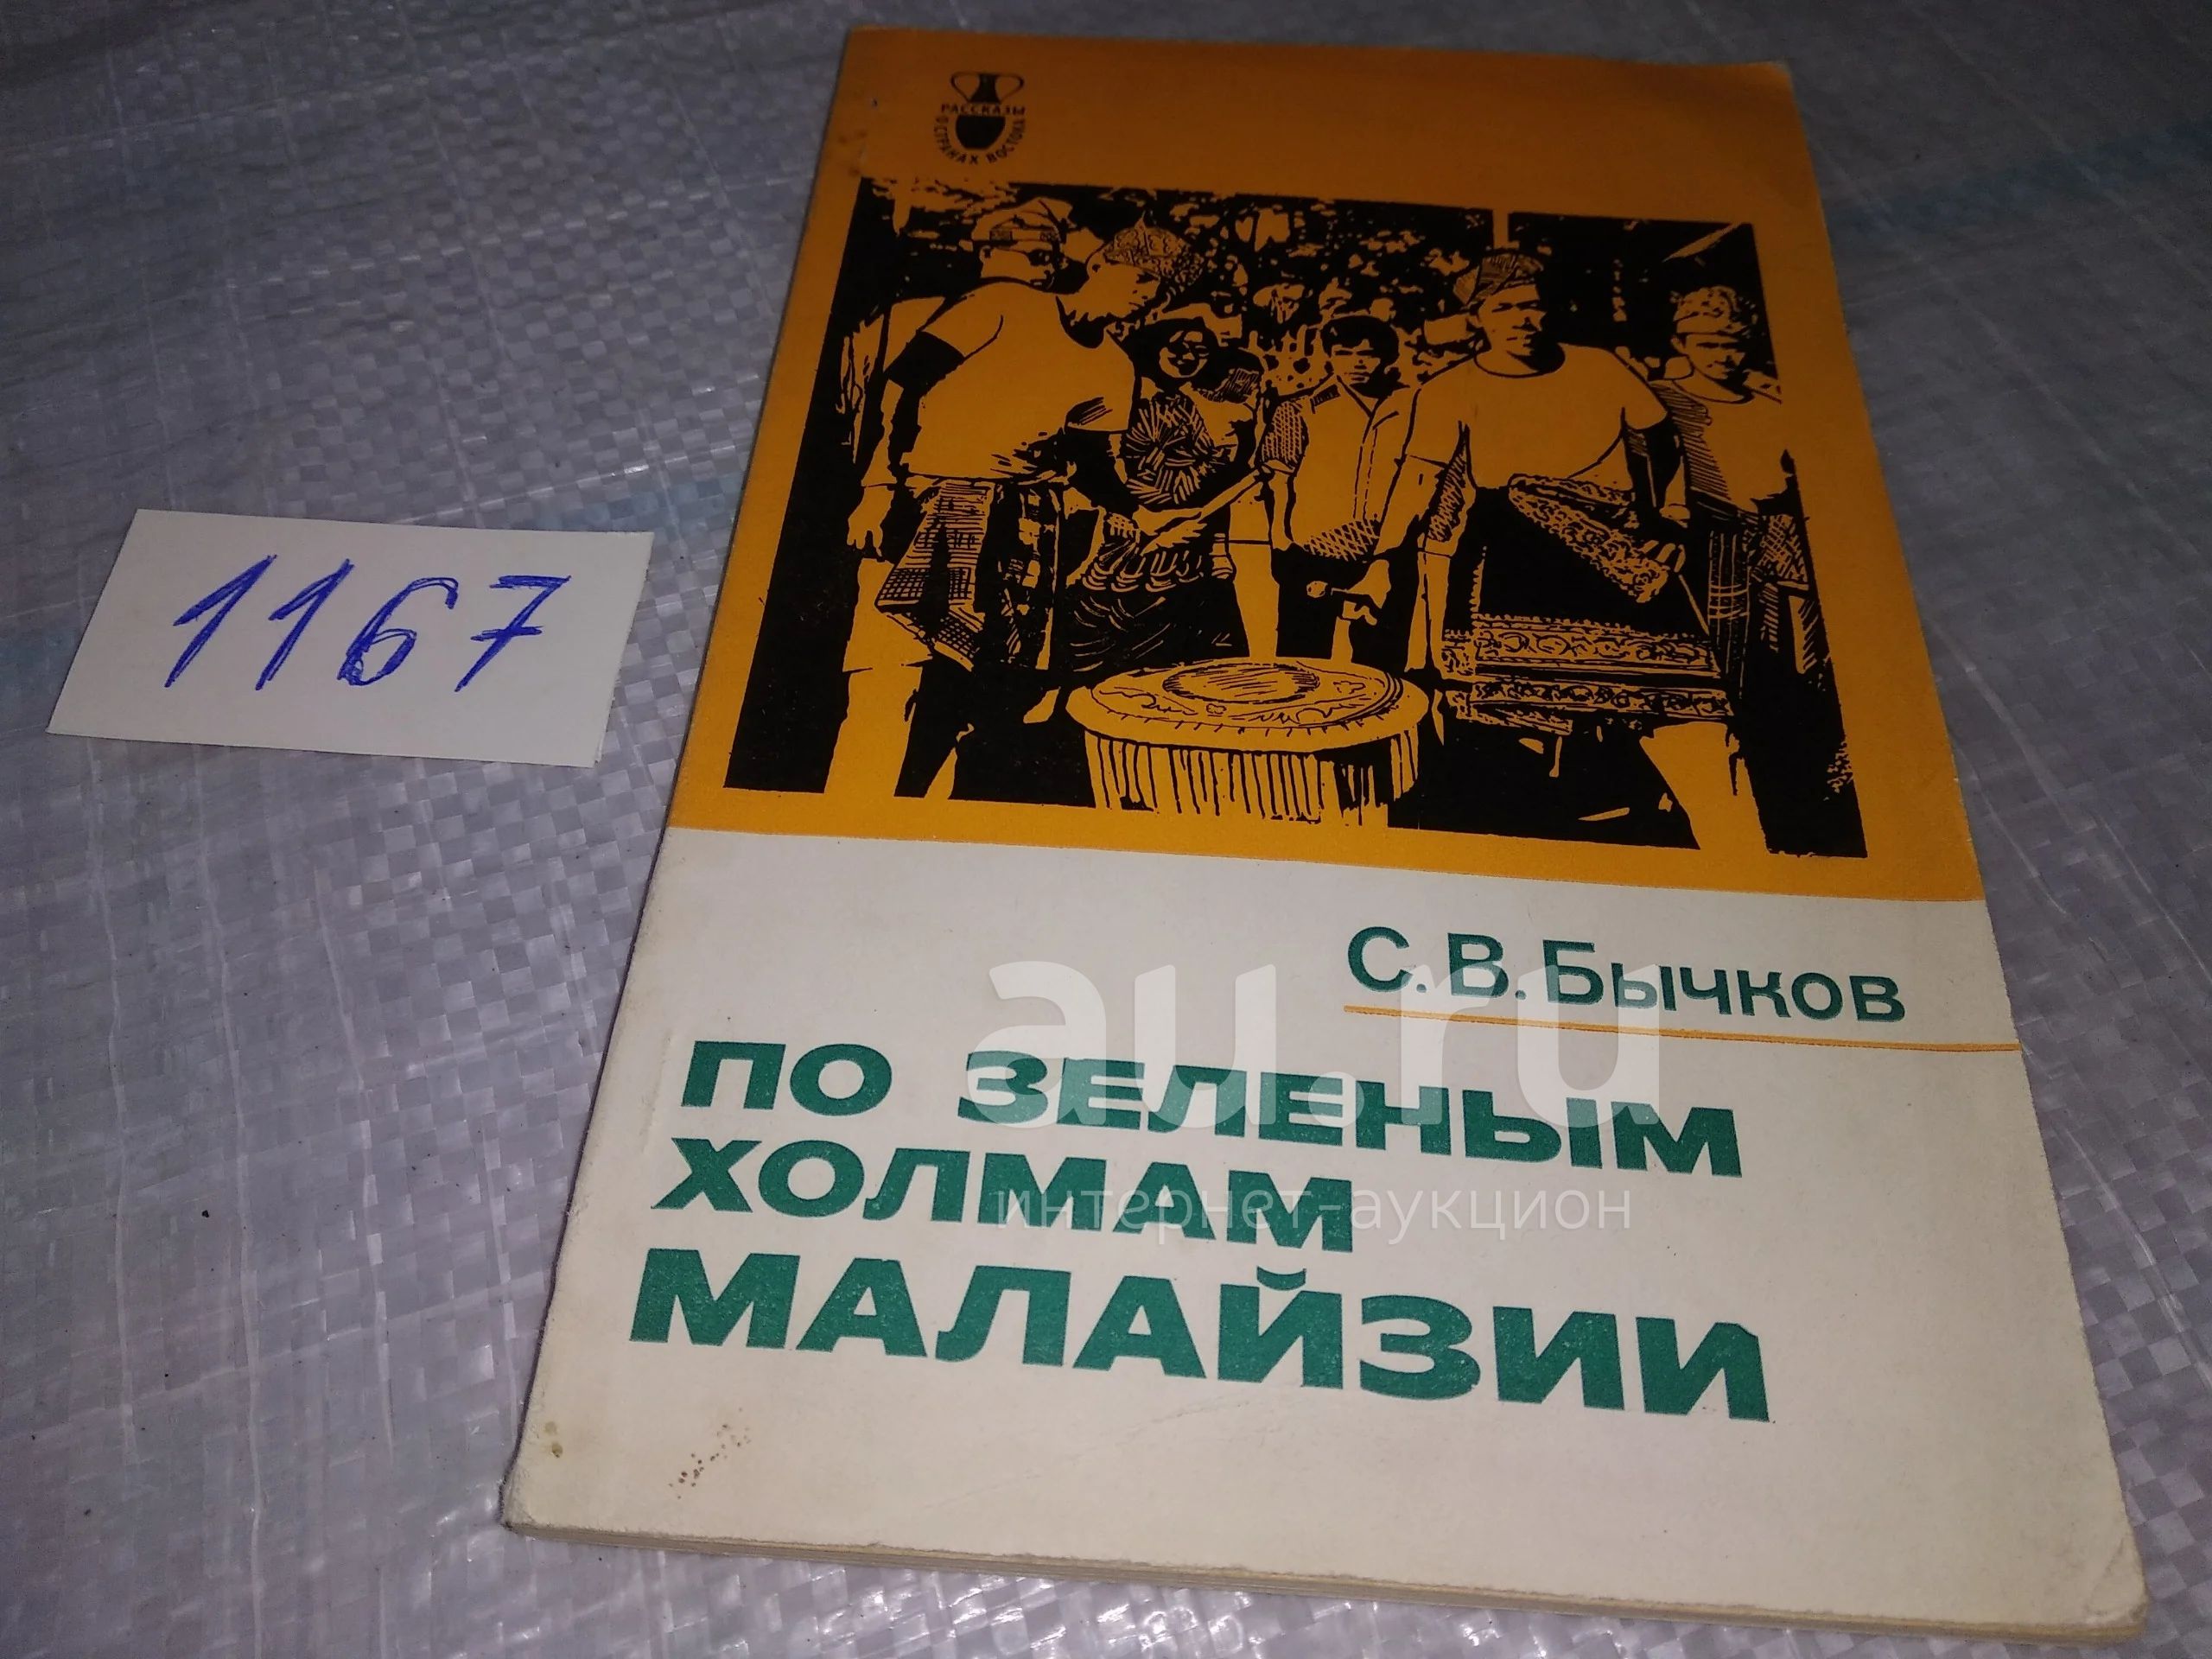 РАССКАЗЫ
О СТРАНАХ ВОСТОКА
1167
С. В. Бычков
ПО ЗЕЛЕНЫМ
ХОЛМАМ
МАЛАЙЗИИ
au.ru
интернет-аукцион